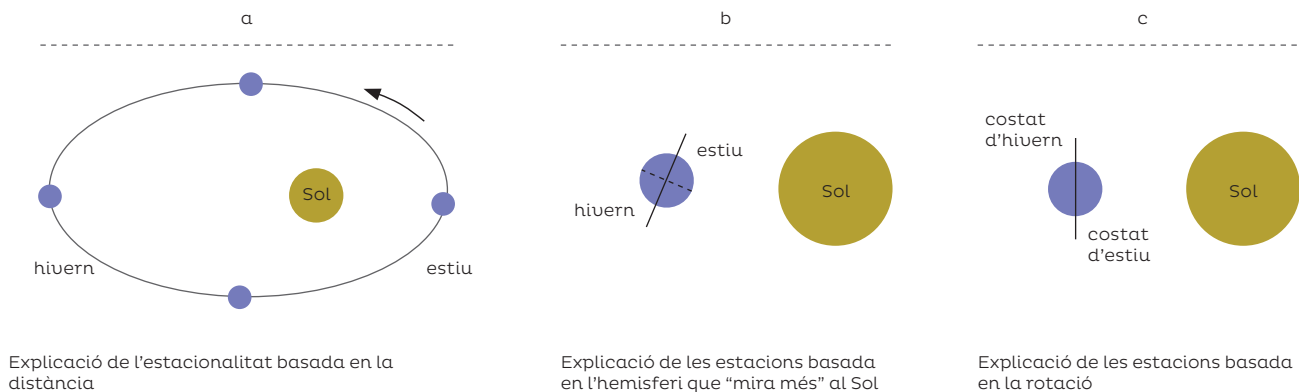 a
Sol
hivern
estiu
Explicació de l'estacionalitat basada en la
distància
b
estiu
hivern
Sol
Explicació de les estacions basada
en l'hemisferi que "mira més" al Sol
c
costat
d'hivern
Sol
costat
d'estiu
Explicació de les estacions basada
en la rotació